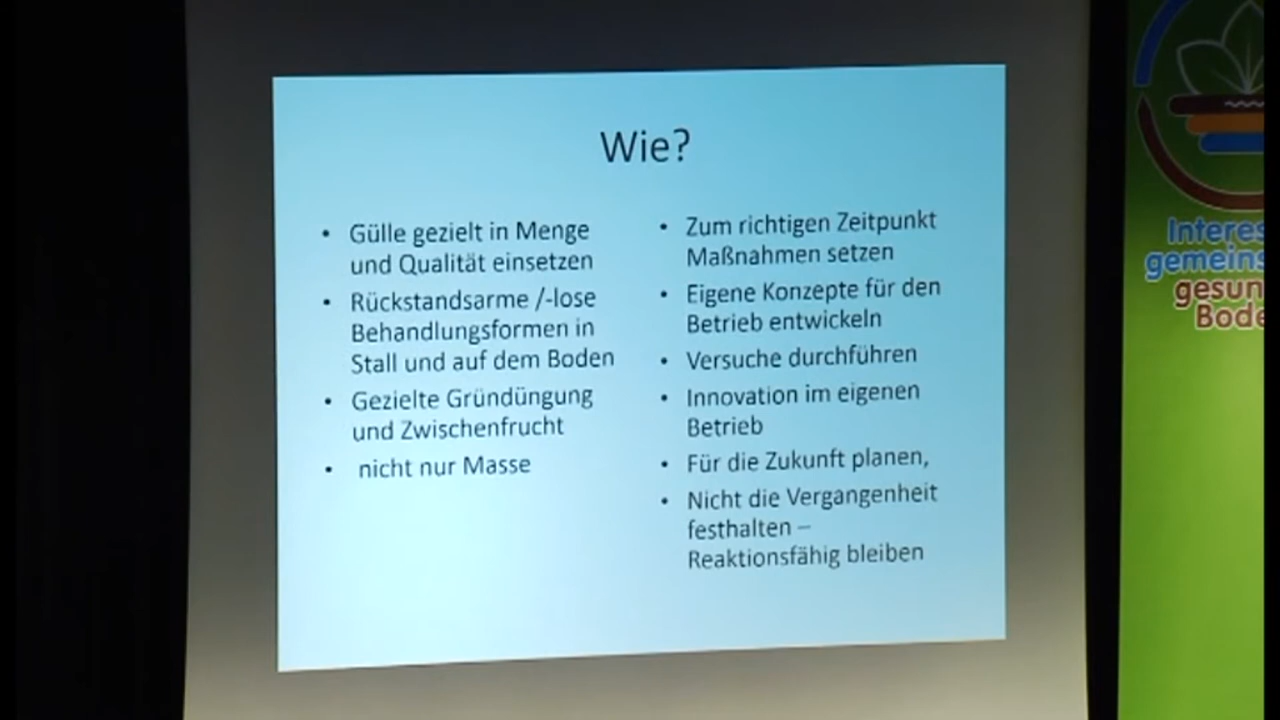 Wie?
• Gülle gezielt in Menge
und Qualität einsetzen
• Rückstandsarme /-lose
Behandlungsformen in
Stall und auf dem Boden
• Gezielte Gründüngung
und Zwischenfrucht
• nicht nur Masse
• Zum richtigen Zeitpunkt
Maßnahmen setzen
• Eigene Konzepte für den
Betrieb entwickeln
• Versuche durchführen
• Innovation im eigenen
Betrieb
• Für die Zukunft planen,
• Nicht die Vergangenheit
festhalten –
Reaktionsfähig bleiben
Interes
gemeins
gesun
Bode